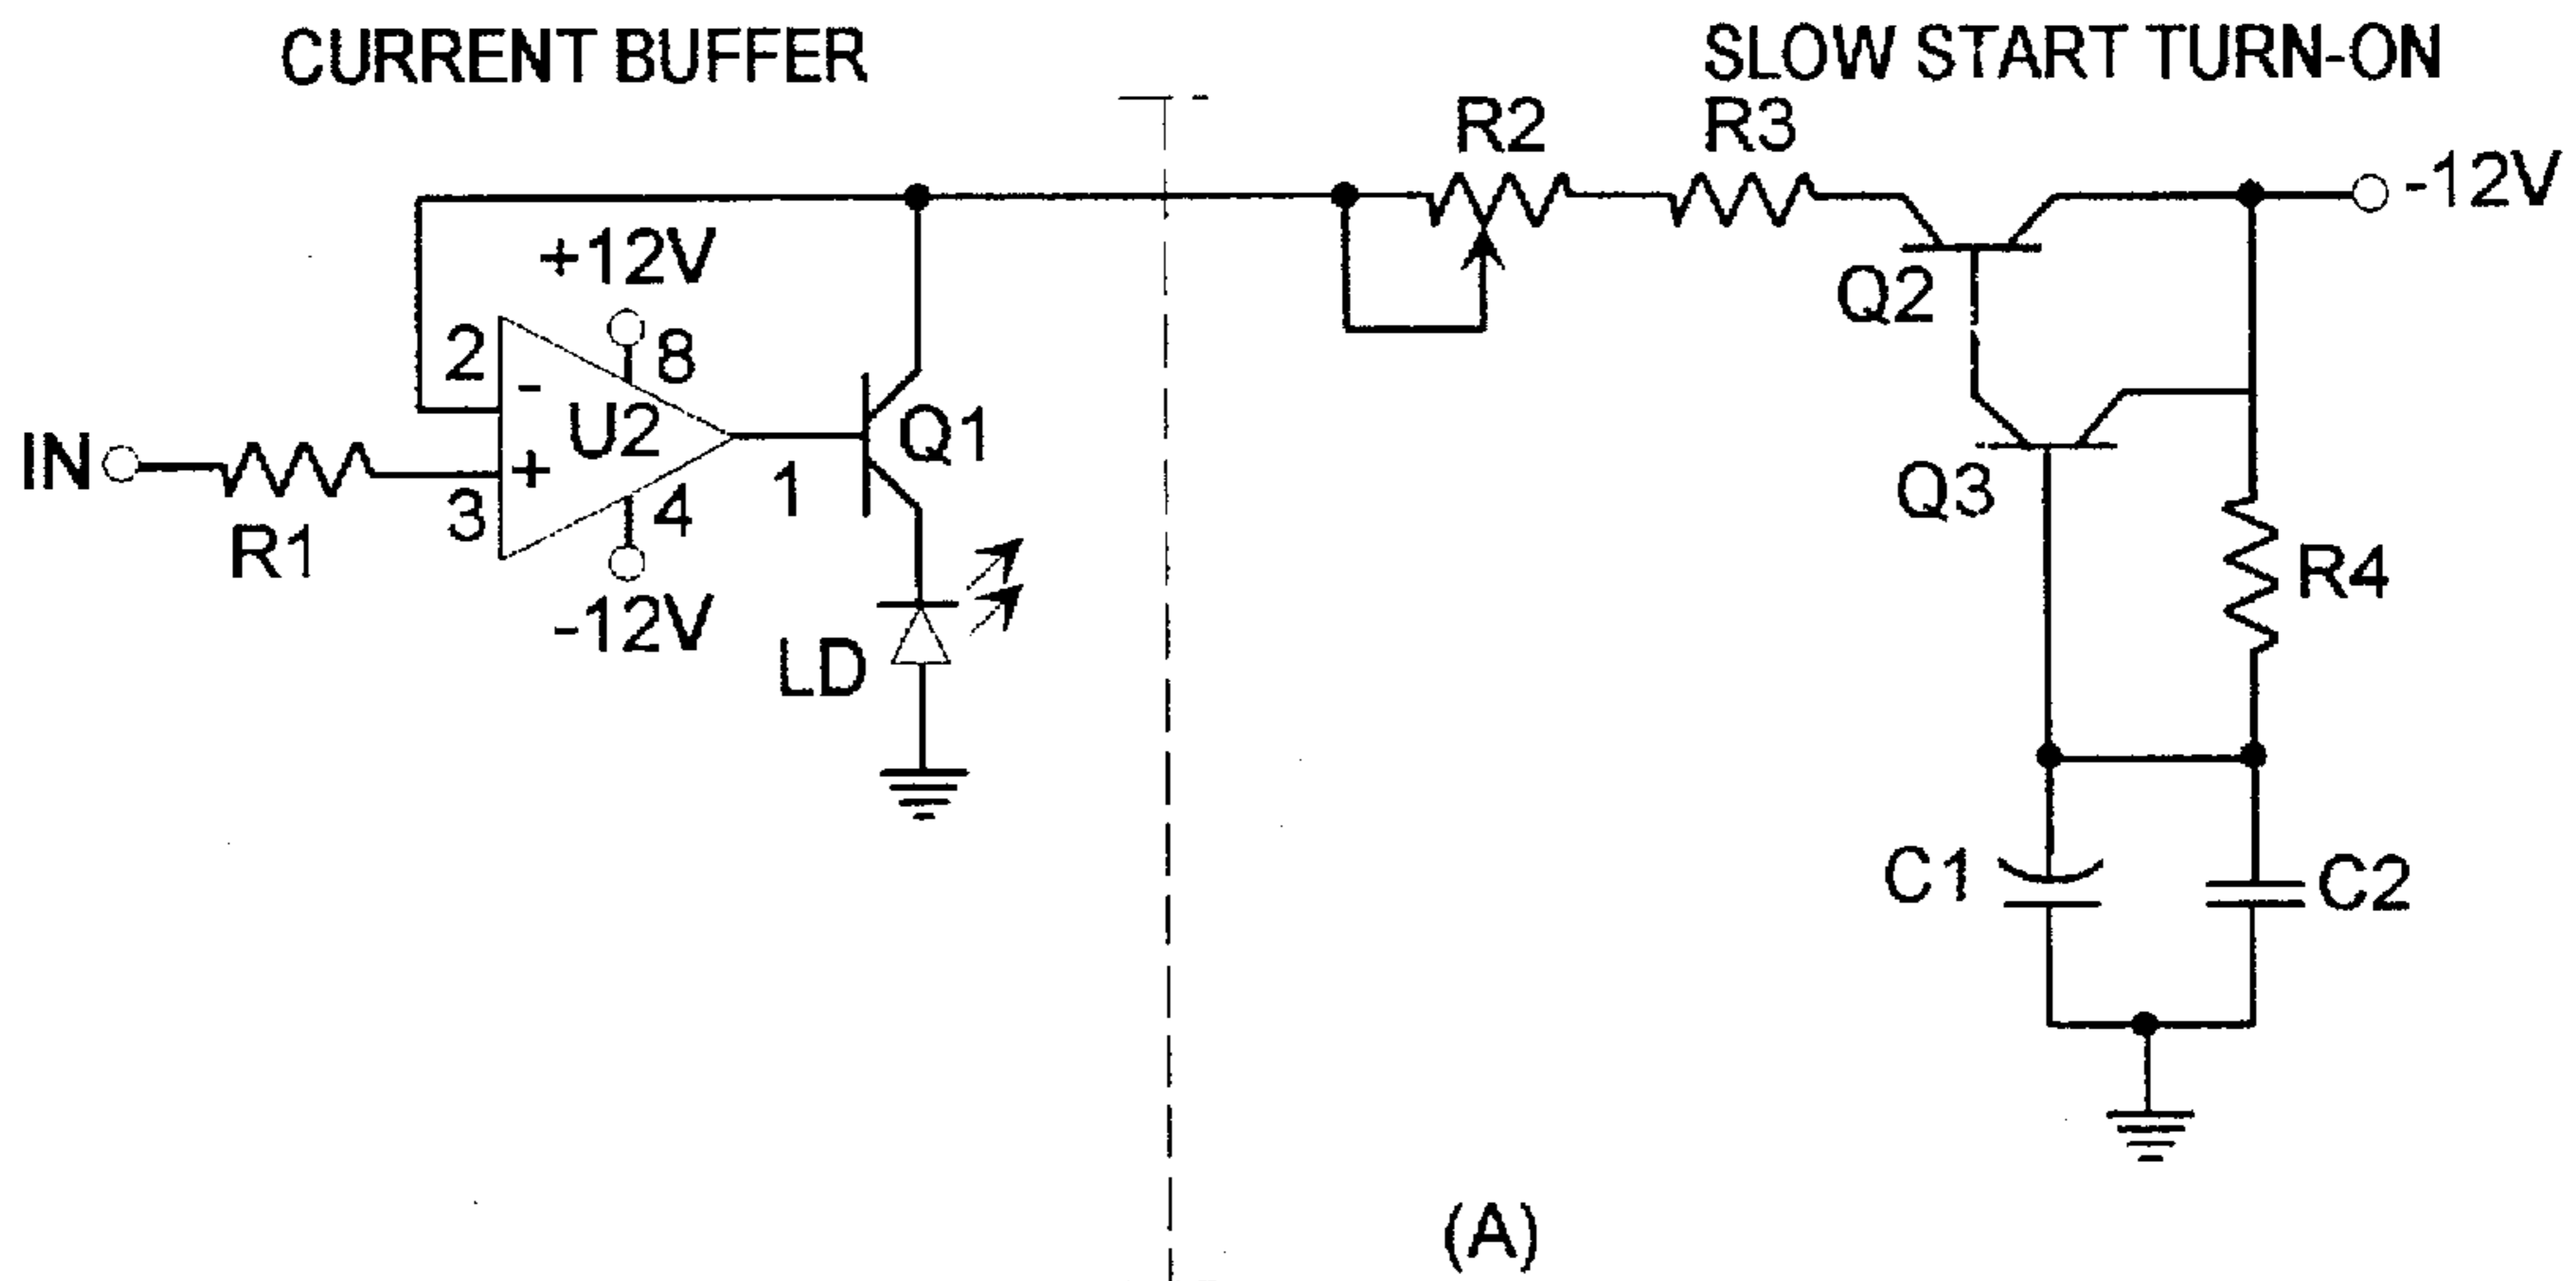 CURRENT BUFFER
SLOW START TURN-ON
R2
R3
-12V
+12V
2
8
-
U2
Q1
Q2
IN
+
3
4
1
R1
-12V
LD
Q3
R4
C1
C2
(A)